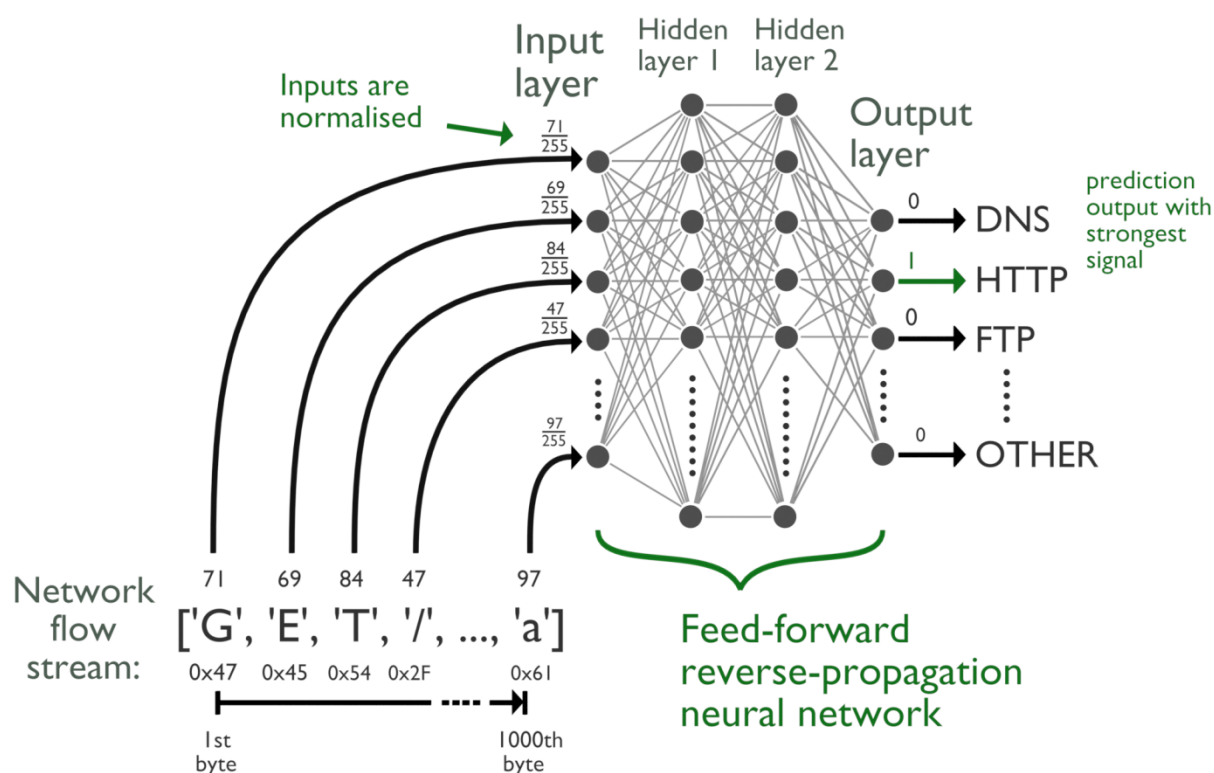 Input
layer
Hidden
layer 1
Hidden
layer 2
Inputs are
normalised
Output
layer
71
255
69
255
84
255
47
255
97
255
0
DNS
1
HTTP
0
FTP
0
OTHER
prediction
output with
strongest
signal
71 69 84 47 97
Network
flow
stream:
['G', 'E', 'T', '/', ..., 'a']
0x47 0x45 0x54 0x2F 0x61
1st
byte
1000th
byte
Feed-forward
reverse-propagation
neural network